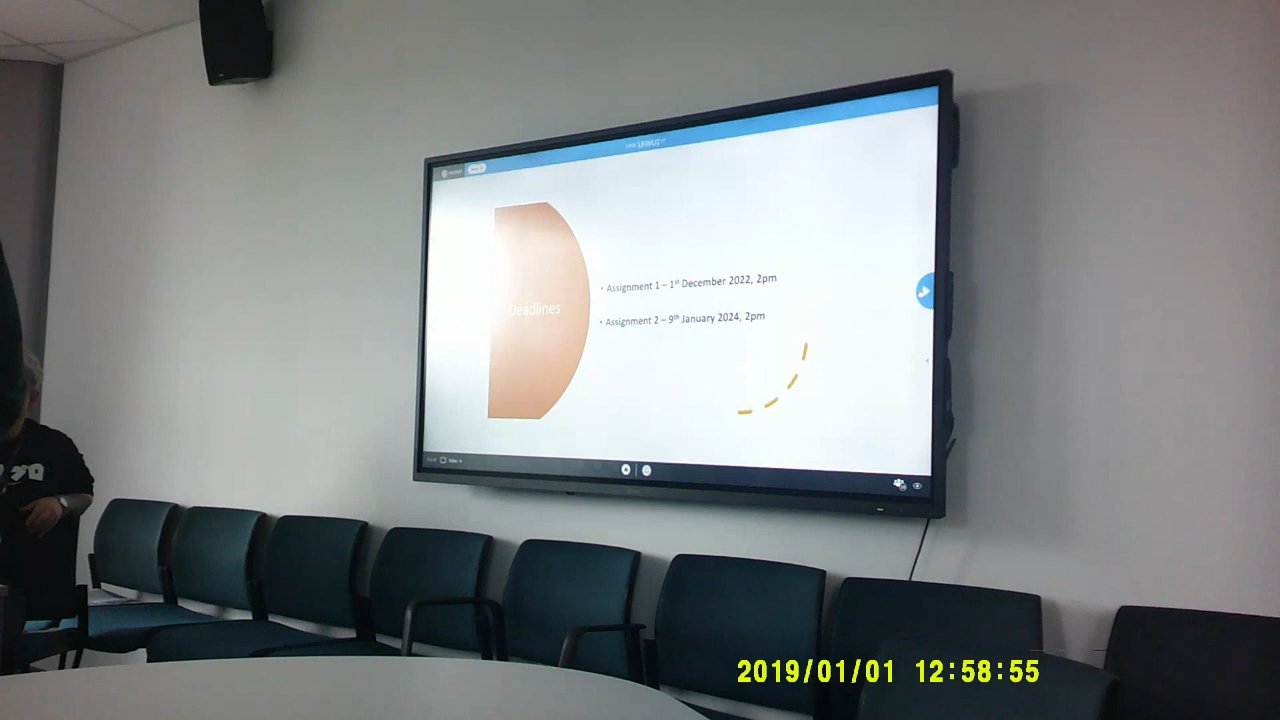 Deadlines
• Assignment 1 – 1st December 2022, 2pm
• Assignment 2 – 9th January 2024, 2pm
2019/01/01 12:58:55